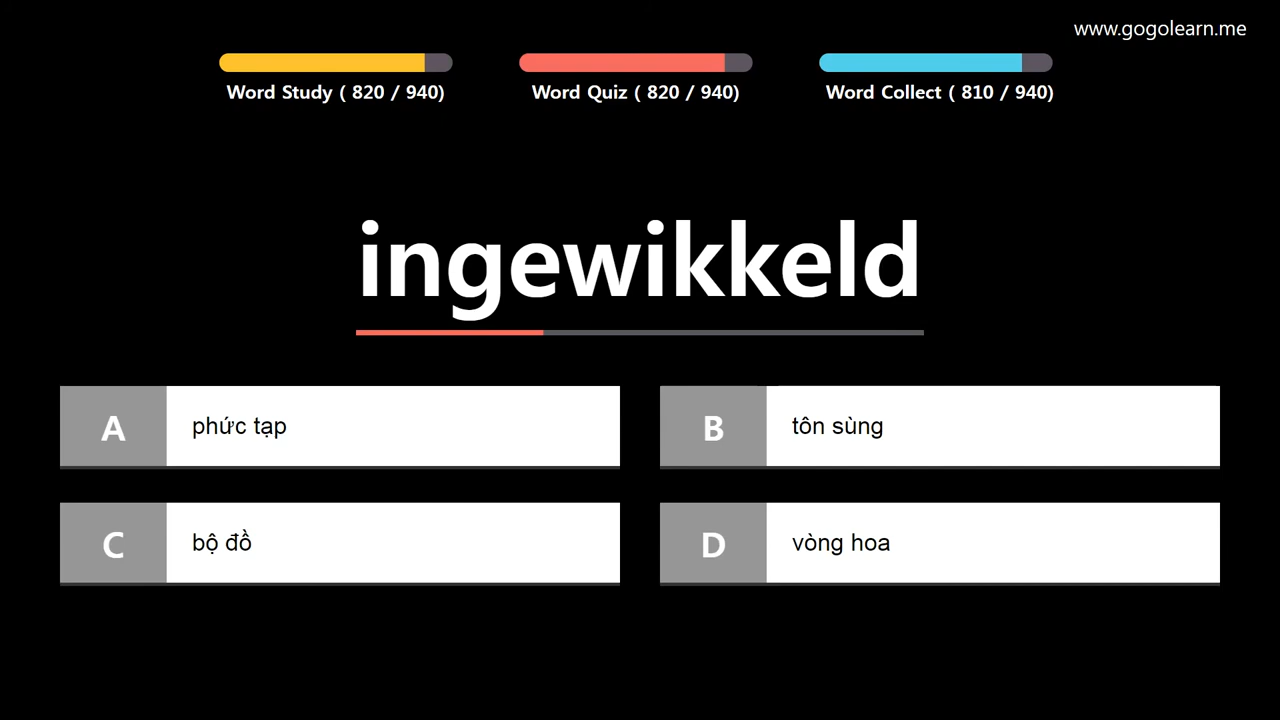 www.gogolearn.me
Word Study ( 820 / 940)
Word Quiz ( 820 / 940)
Word Collect ( 810 / 940)
ingewikkeld
A phức tạp
B tôn sùng
C bộ đồ
D vòng hoa